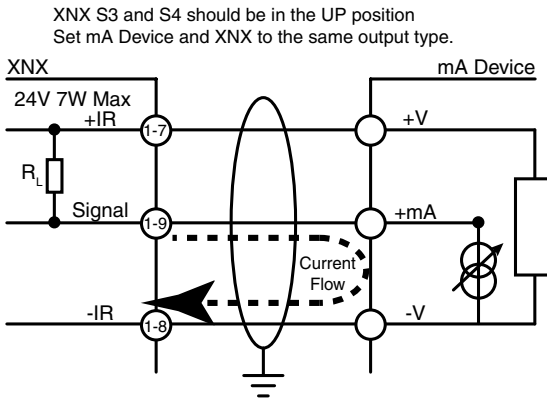 XNX S3 and S4 should be in the UP position
Set mA Device and XNX to the same output type.
XNX
mA Device
24V 7W Max
+IR
1-7
+V
RL
Signal
1-9
+mA
Current
Flow
-IR
1-8
-V